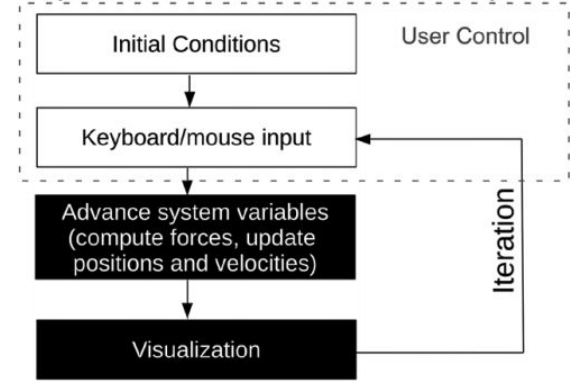 Initial Conditions
User Control
Keyboard/mouse input
Advance system variables
(compute forces, update
positions and velocities)
Iteration
Visualization